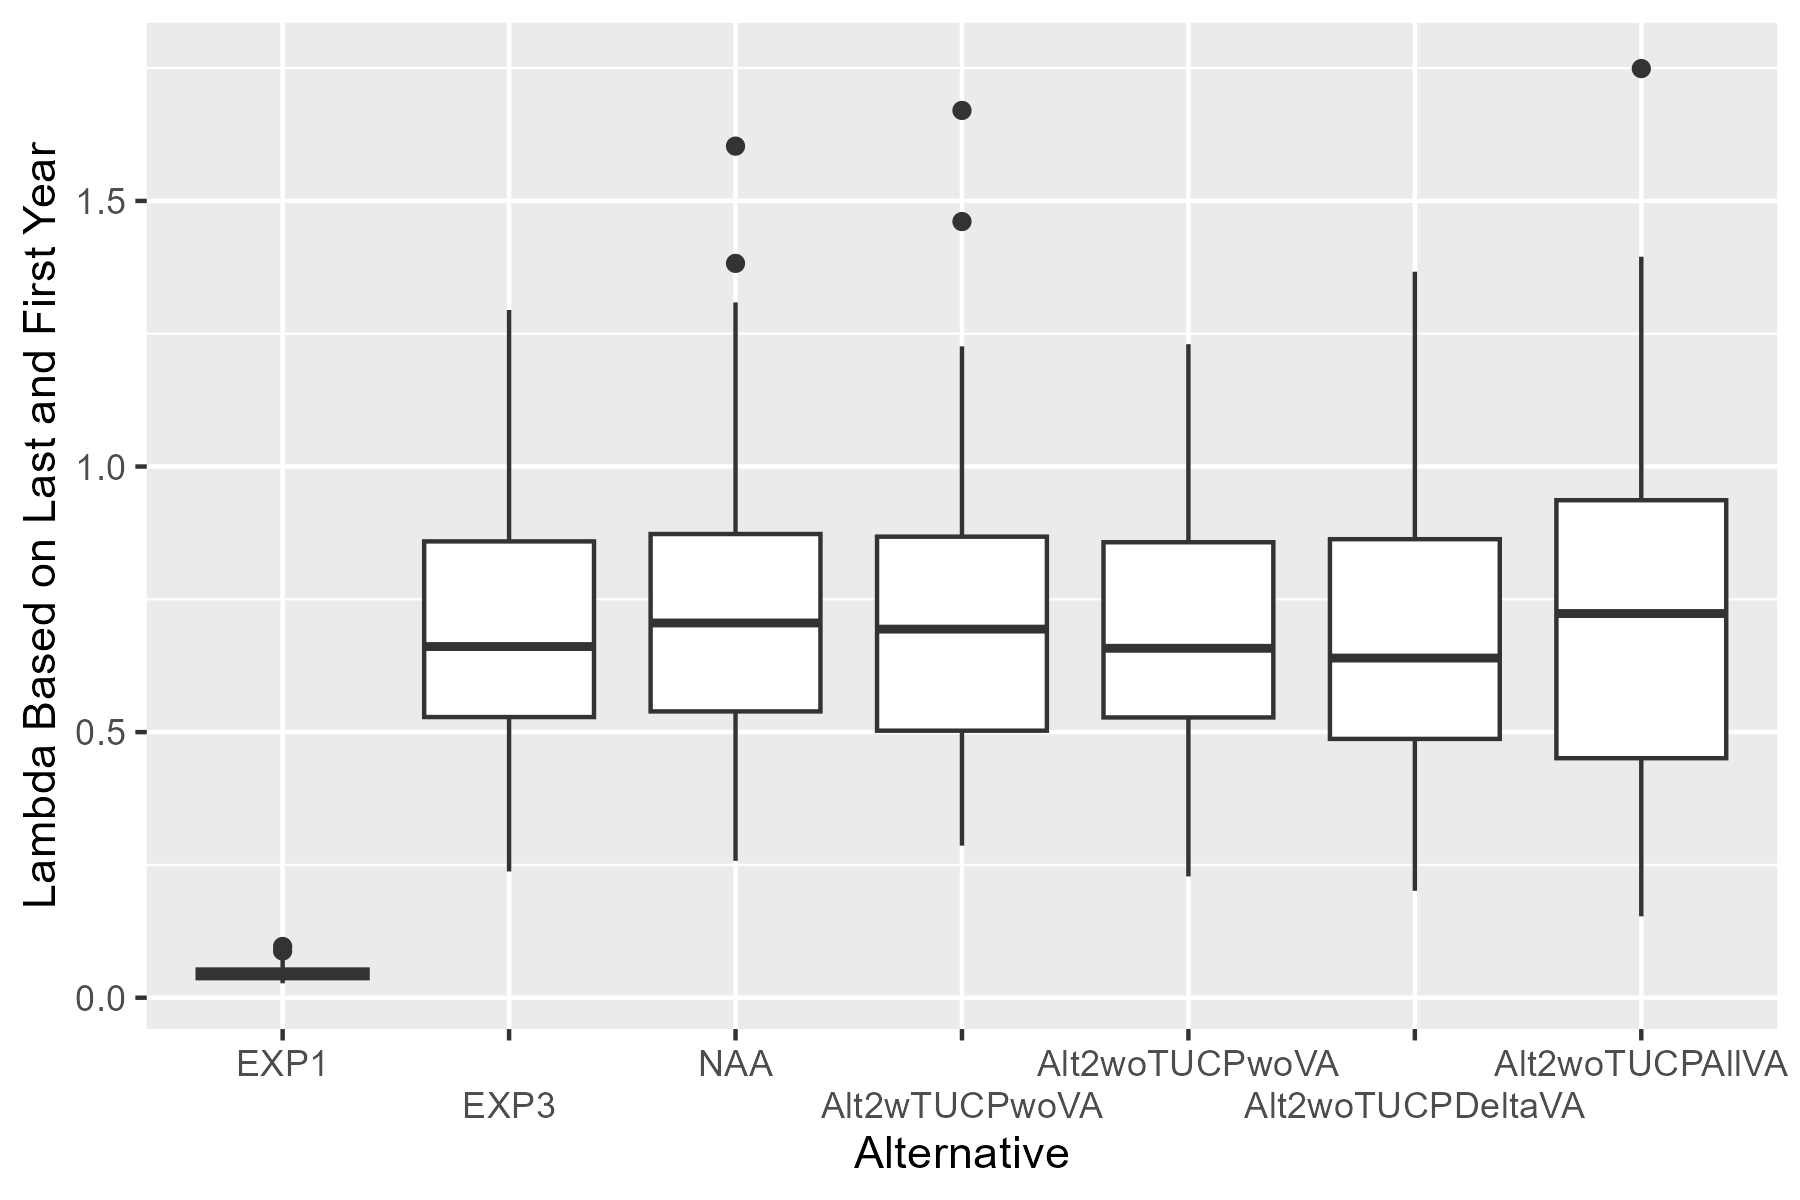 Lambda Based on Last and First Year
1.5
1.0
0.5
0.0
EXP1
NAA
Alt2woTUCPwoVA
Alt2woTUCPAllVA
EXP3
Alt2wTUCPwoVA
Alt2woTUCPDeltaVA
Alternative